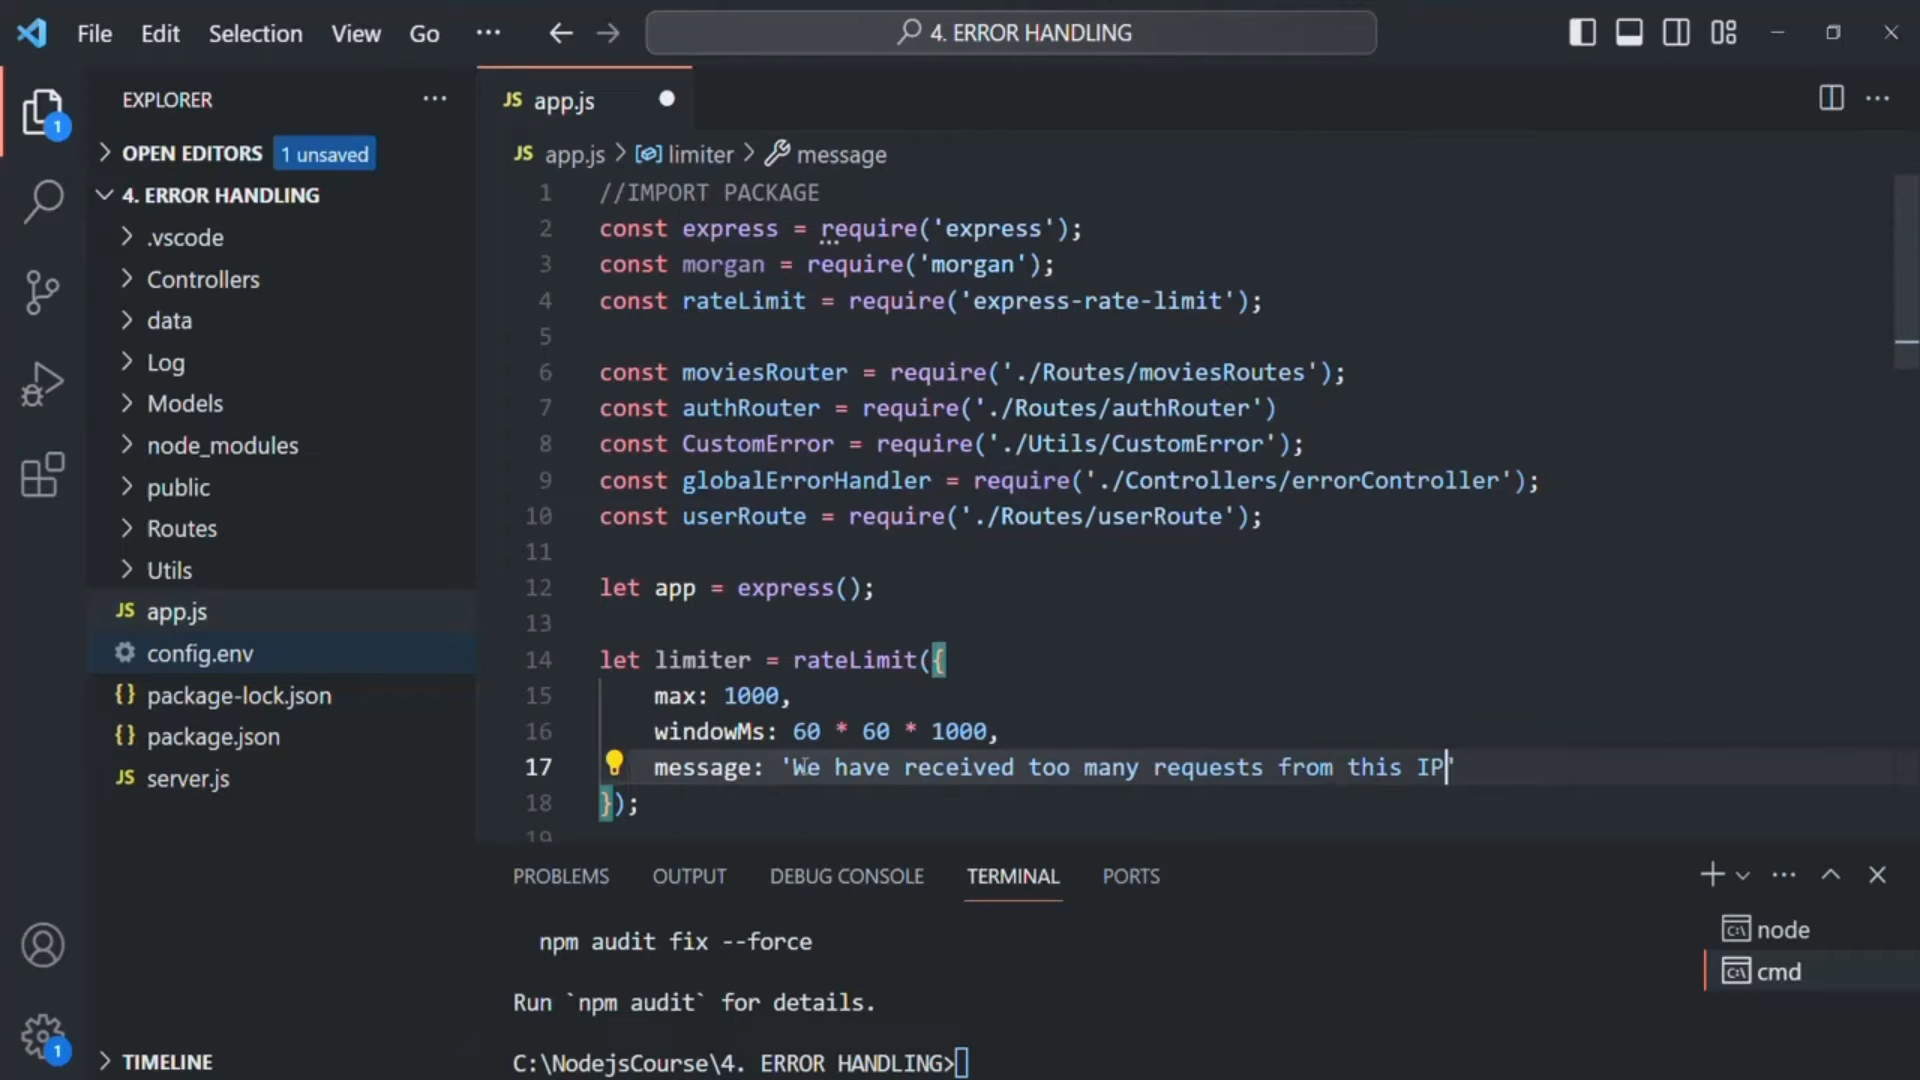 File Edit Selection View Go ··· 4. ERROR HANDLING
EXPLORER ···
OPEN EDITORS 1 unsaved
4. ERROR HANDLING
.vscode
Controllers
data
Log
Models
node_modules
public
Routes
Utils
JS app.js
config.env
{} package-lock.json
{} package.json
JS server.js
TIMELINE
1
1
JS app.js
JS app.js > limiter > message
1 //IMPORT PACKAGE
2 const express = require('express');
3 const morgan = require('morgan');
4 const rateLimit = require('express-rate-limit');
5
6 const moviesRouter = require('./Routes/moviesRoutes');
7 const authRouter = require('./Routes/authRouter')
8 const CustomError = require('./Utils/CustomError');
9 const globalErrorHandler = require('./Controllers/errorController');
10 const userRoute = require('./Routes/userRoute');
11
12 let app = express();
13
14 let limiter = rateLimit({
15 max: 1000,
16 windowMs: 60 * 60 * 1000,
17 message: 'We have received too many requests from this IP'
18 });
19
PROBLEMS OUTPUT DEBUG CONSOLE TERMINAL PORTS
npm audit fix --force
Run `npm audit` for details.
C:\NodejsCourse\4. ERROR HANDLING>
node
cmd